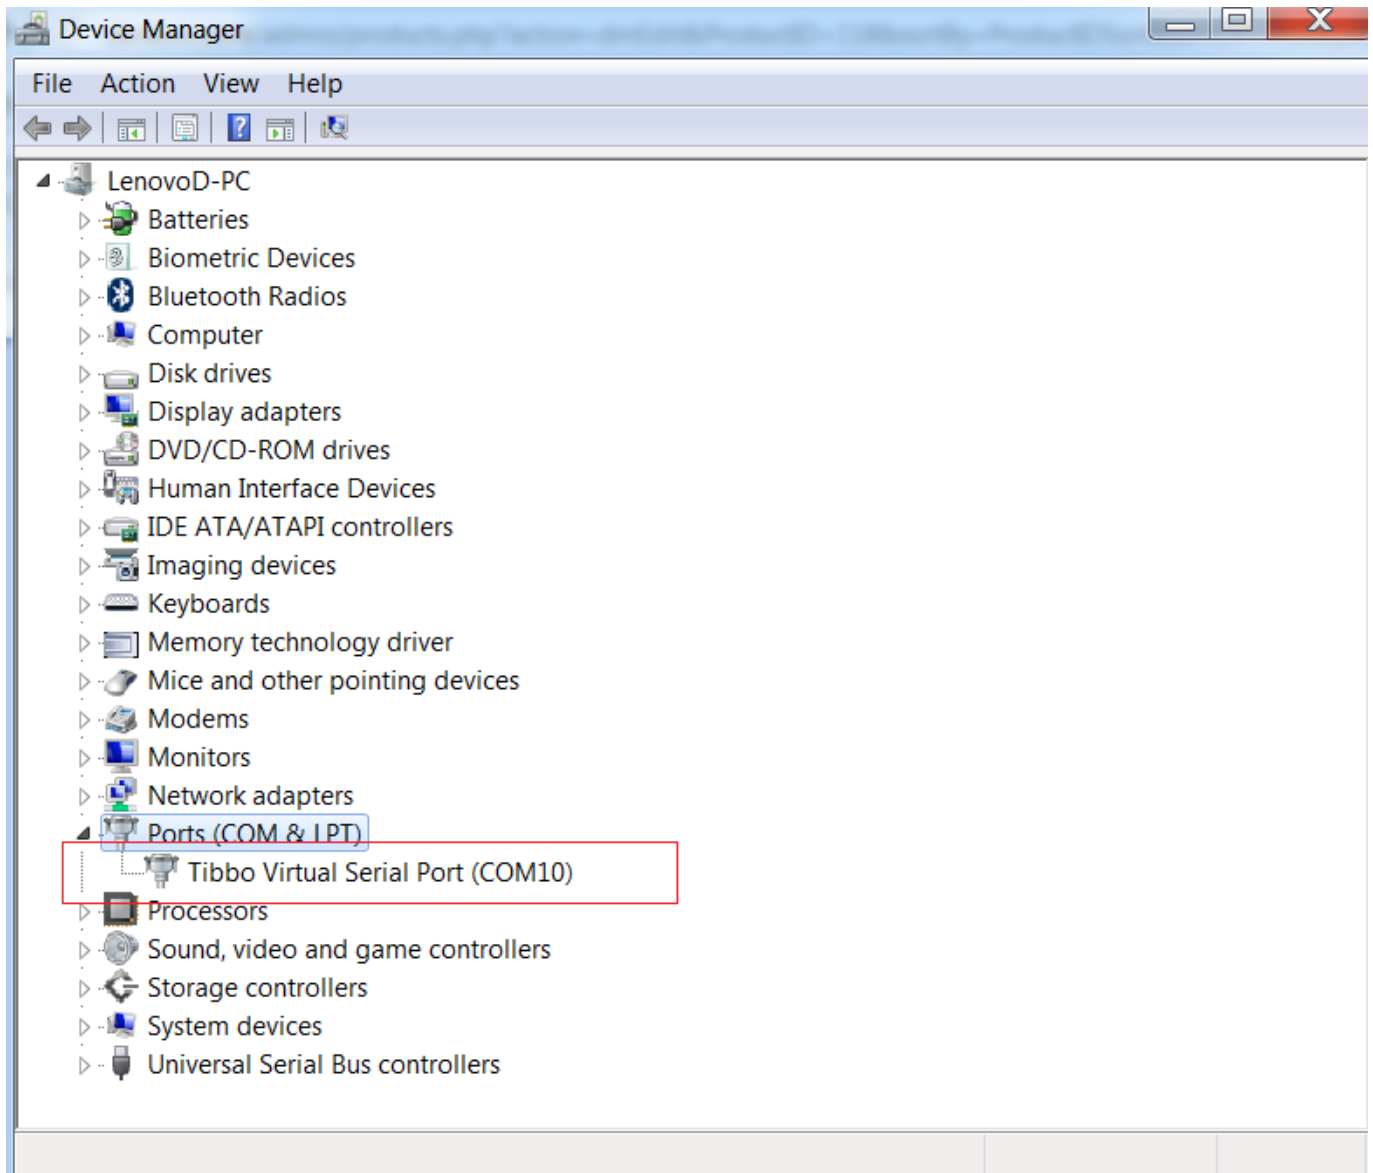 Device Manager
File Action View Help
LenovoD-PC
Batteries
Biometric Devices
Bluetooth Radios
Computer
Disk drives
Display adapters
DVD/CD-ROM drives
Human Interface Devices
IDE ATA/ATAPI controllers
Imaging devices
Keyboards
Memory technology driver
Mice and other pointing devices
Modems
Monitors
Network adapters
Ports (COM & LPT)
Tibbo Virtual Serial Port (COM10)
Processors
Sound, video and game controllers
Storage controllers
System devices
Universal Serial Bus controllers